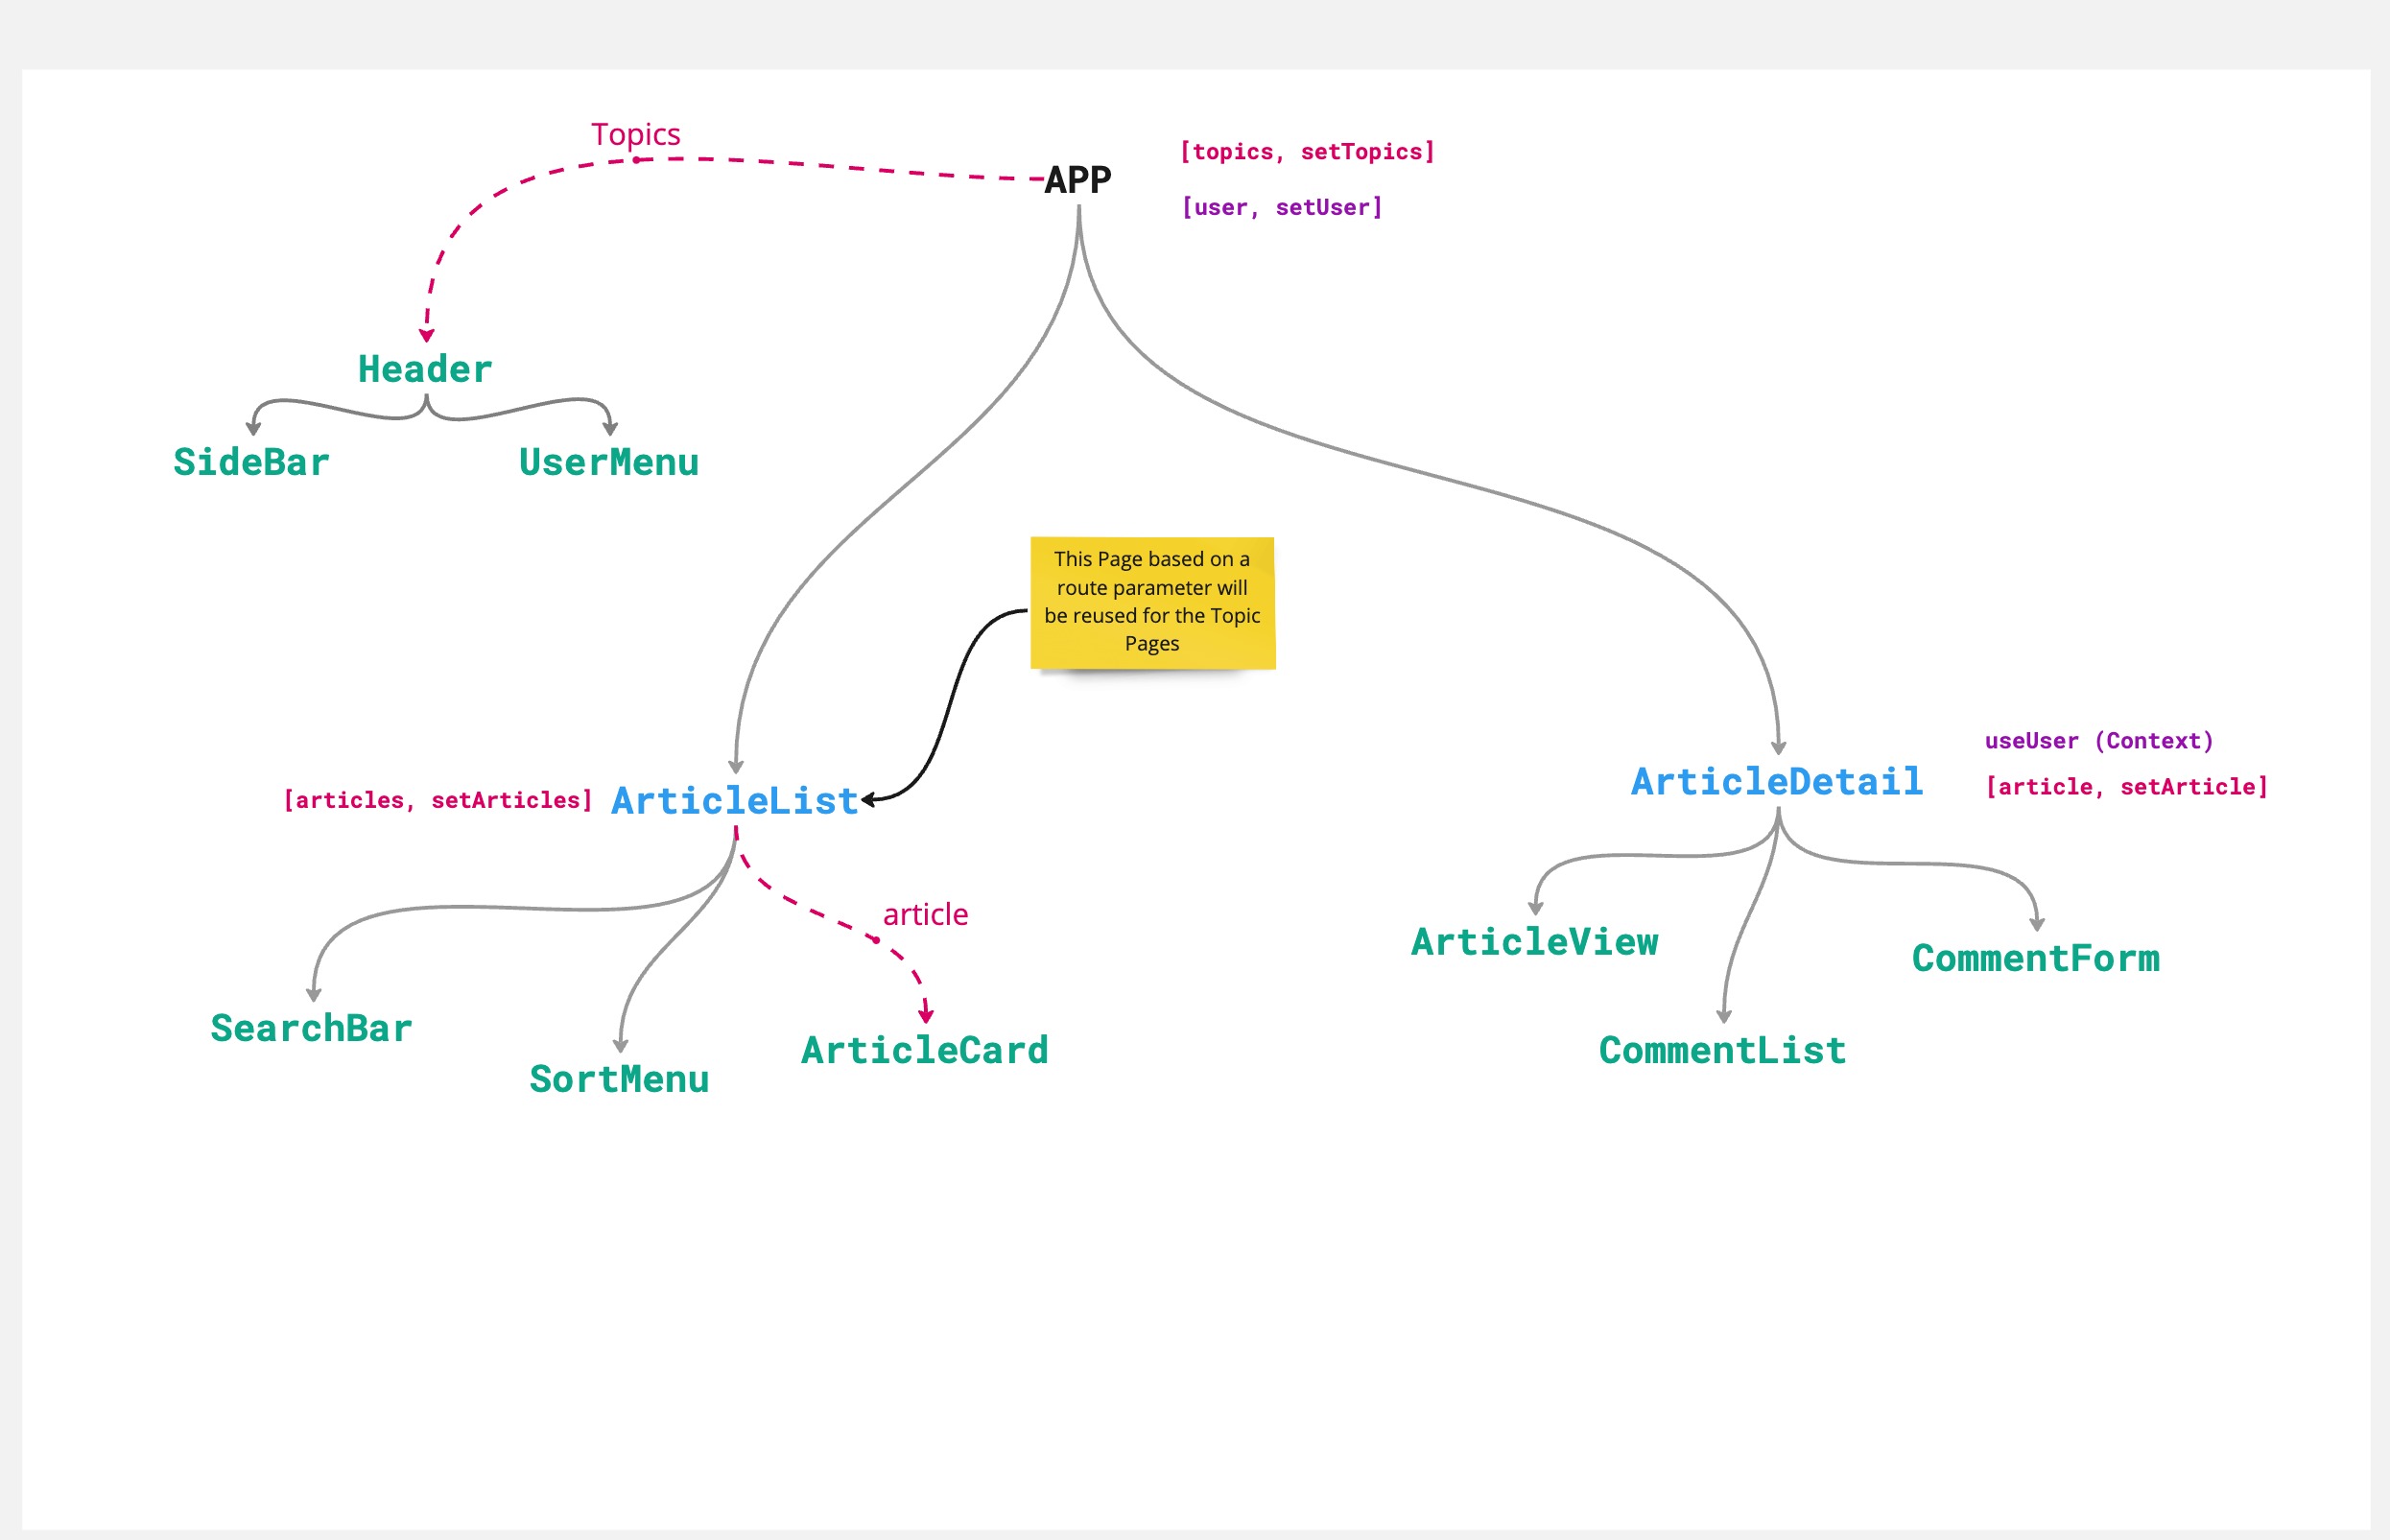 Topics
APP
[topics, setTopics]
[user, setUser]
Header
SideBar
UserMenu
This Page based on a
route parameter will
be reused for the Topic
Pages
[articles, setArticles]
ArticleList
useUser (Context)
ArticleDetail
[article, setArticle]
article
SearchBar
SortMenu
ArticleCard
ArticleView
CommentForm
CommentList